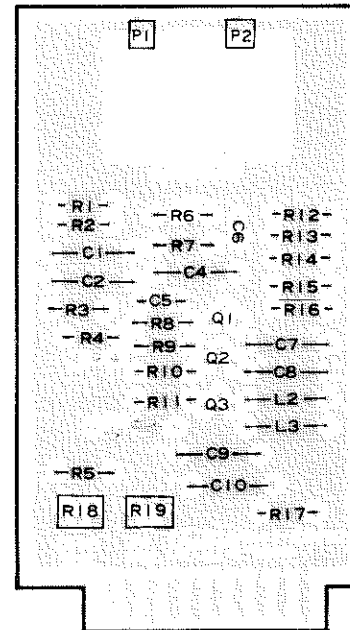 P1 P2
R1 R6 C6 R12
R2 R13
C1 R7 R14
C2 C4 R15
R3 C5 Q1 R16
R4 R8 C7
R9 Q2 C8
R10 L2
R11 Q3 L3
C9
R5 C10
R18 R19 R17